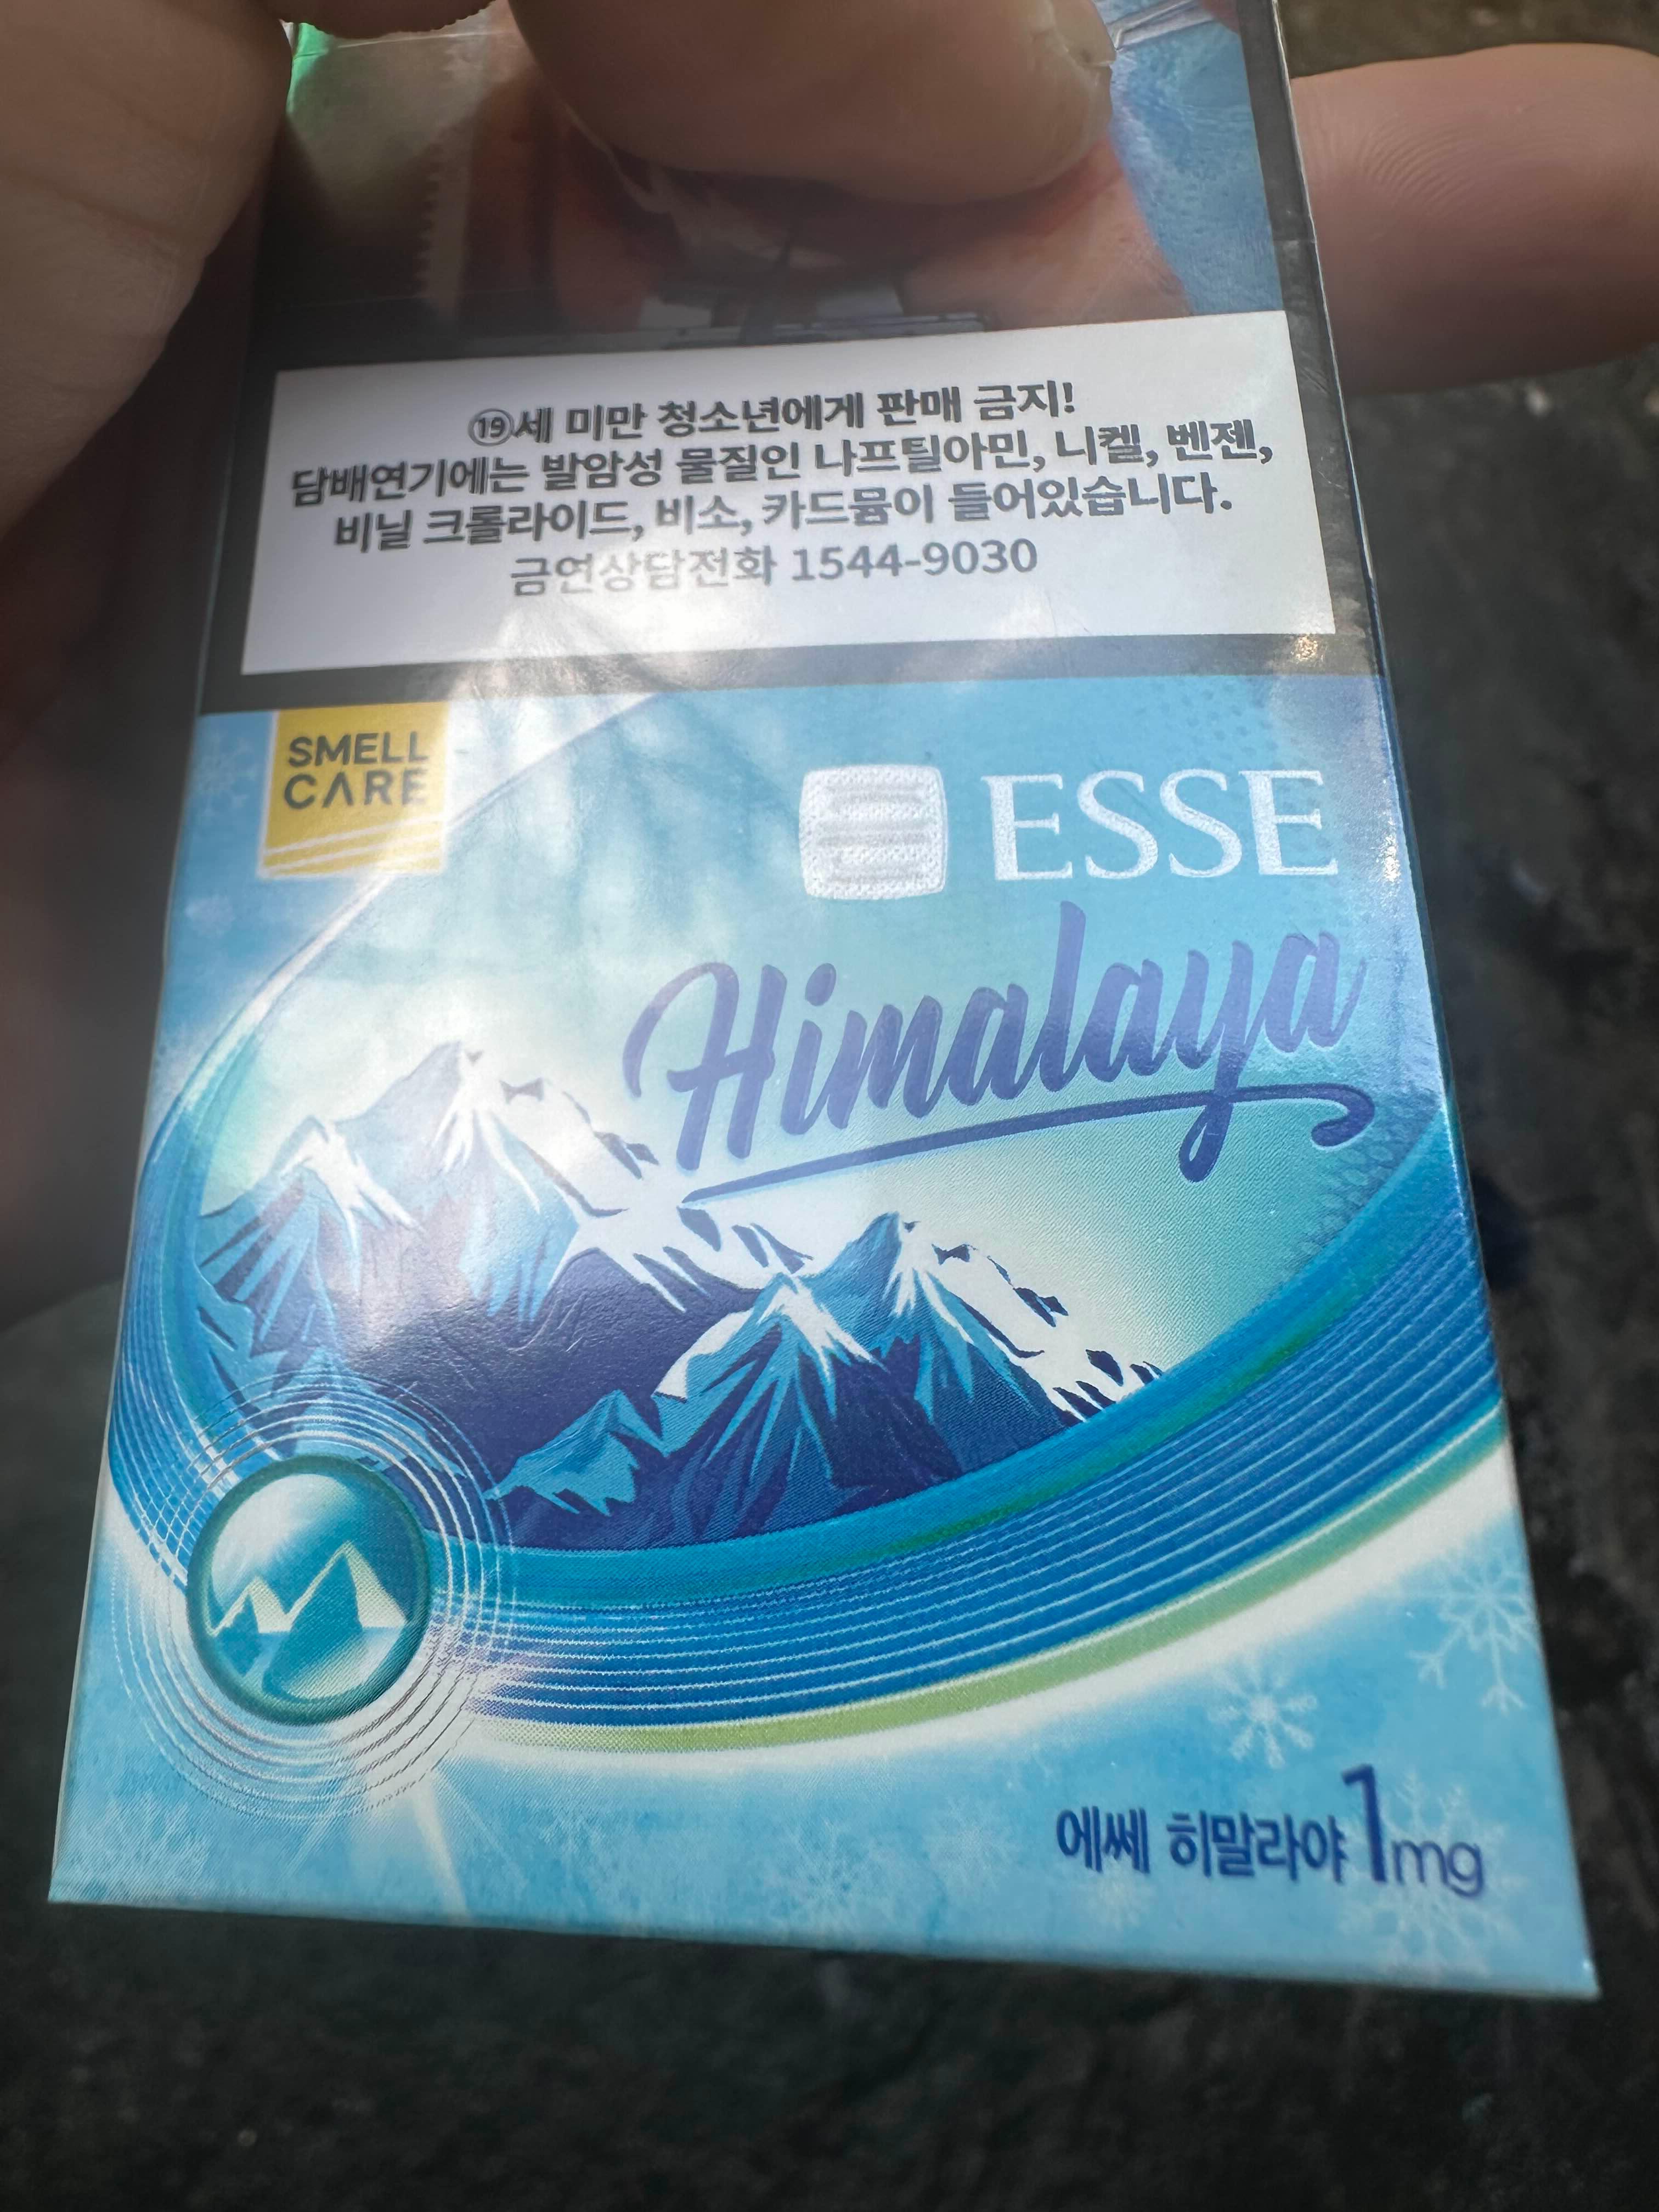 ⑲세 미만 청소년에게 판매 금지!
담배연기에는 발암성 물질인 나프틸아민, 니켈, 벤젠,
비닐 크롤라이드, 비소, 카드뮴이 들어있습니다.
금연상담전화 1544-9030
SMELL
CARE
ESSE
Himalaya
에쎄 히말라야 1mg